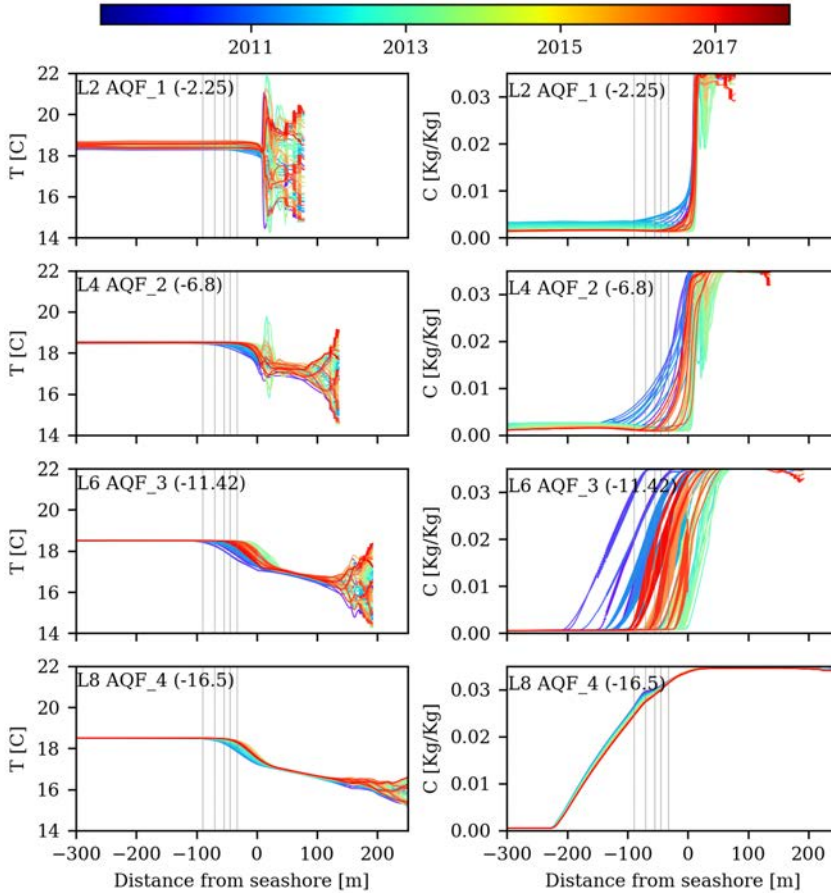 2011 2013 2015 2017
L2 AQF_1 (-2.25)
T [C]
22
20
18
16
14
L2 AQF_1 (-2.25)
C [Kg/Kg]
0.03
0.02
0.01
0.00
L4 AQF_2 (-6.8)
T [C]
22
20
18
16
14
L4 AQF_2 (-6.8)
C [Kg/Kg]
0.03
0.02
0.01
0.00
L6 AQF_3 (-11.42)
T [C]
22
20
18
16
14
L6 AQF_3 (-11.42)
C [Kg/Kg]
0.03
0.02
0.01
0.00
L8 AQF_4 (-16.5)
T [C]
22
20
18
16
14
−300 −200 −100 0 100 200
Distance from seashore [m]
L8 AQF_4 (-16.5)
C [Kg/Kg]
0.03
0.02
0.01
0.00
−300 −200 −100 0 100 200
Distance from seashore [m]